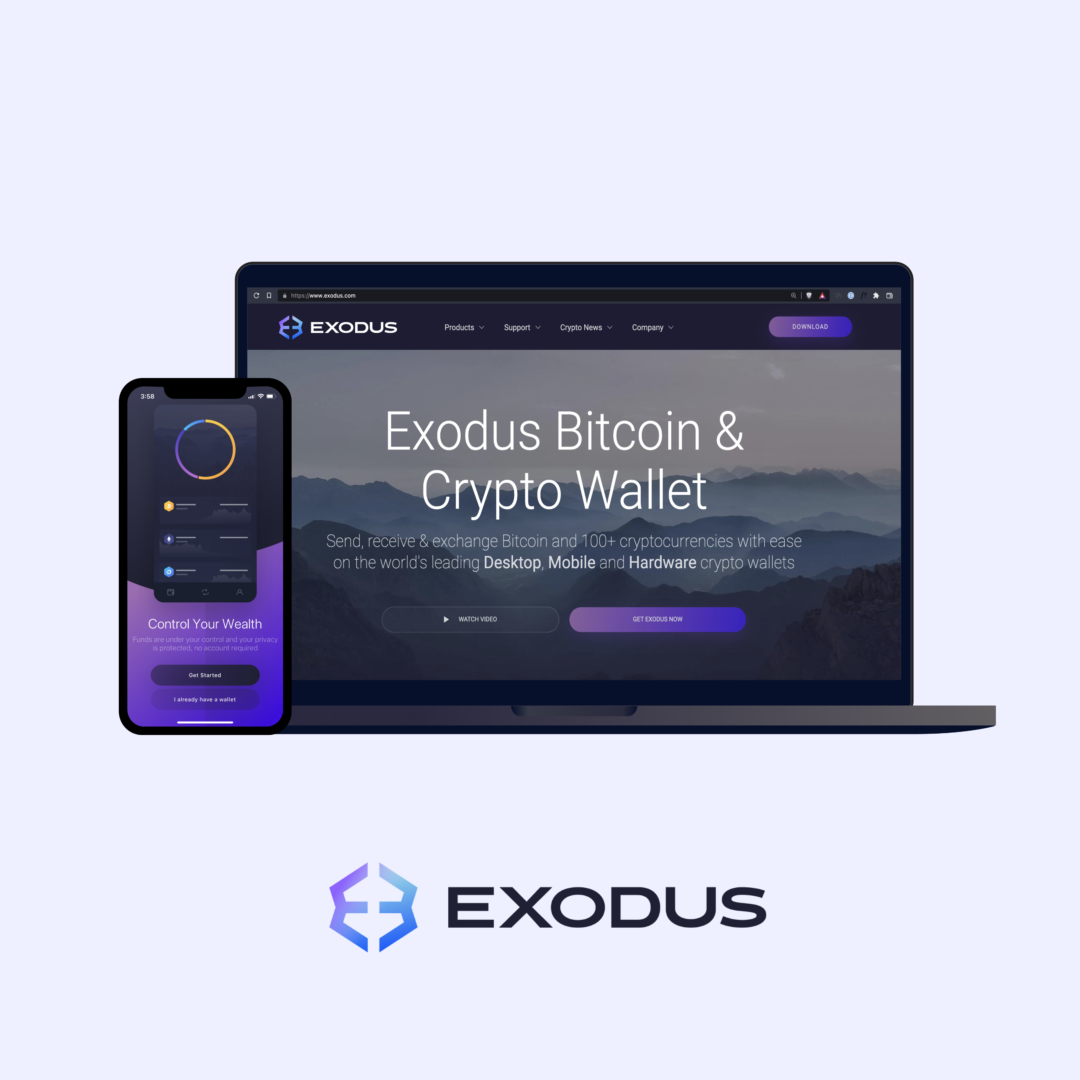 https://www.exodus.com
EXODUS
Products
Support
Crypto News
Company
DOWNLOAD
Exodus Bitcoin &
Crypto Wallet
Send, receive & exchange Bitcoin and 100+ cryptocurrencies with ease
on the world's leading Desktop, Mobile and Hardware crypto wallets
WATCH VIDEO
GET EXODUS NOW
3:58
Control Your Wealth
Funds are under your control and your privacy
is protected, no account required
Get Started
I already have a wallet
EXODUS